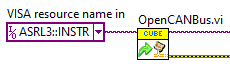 VISA resource name in
OpenCANBus.vi
ASRL3::INSTR
CUBE